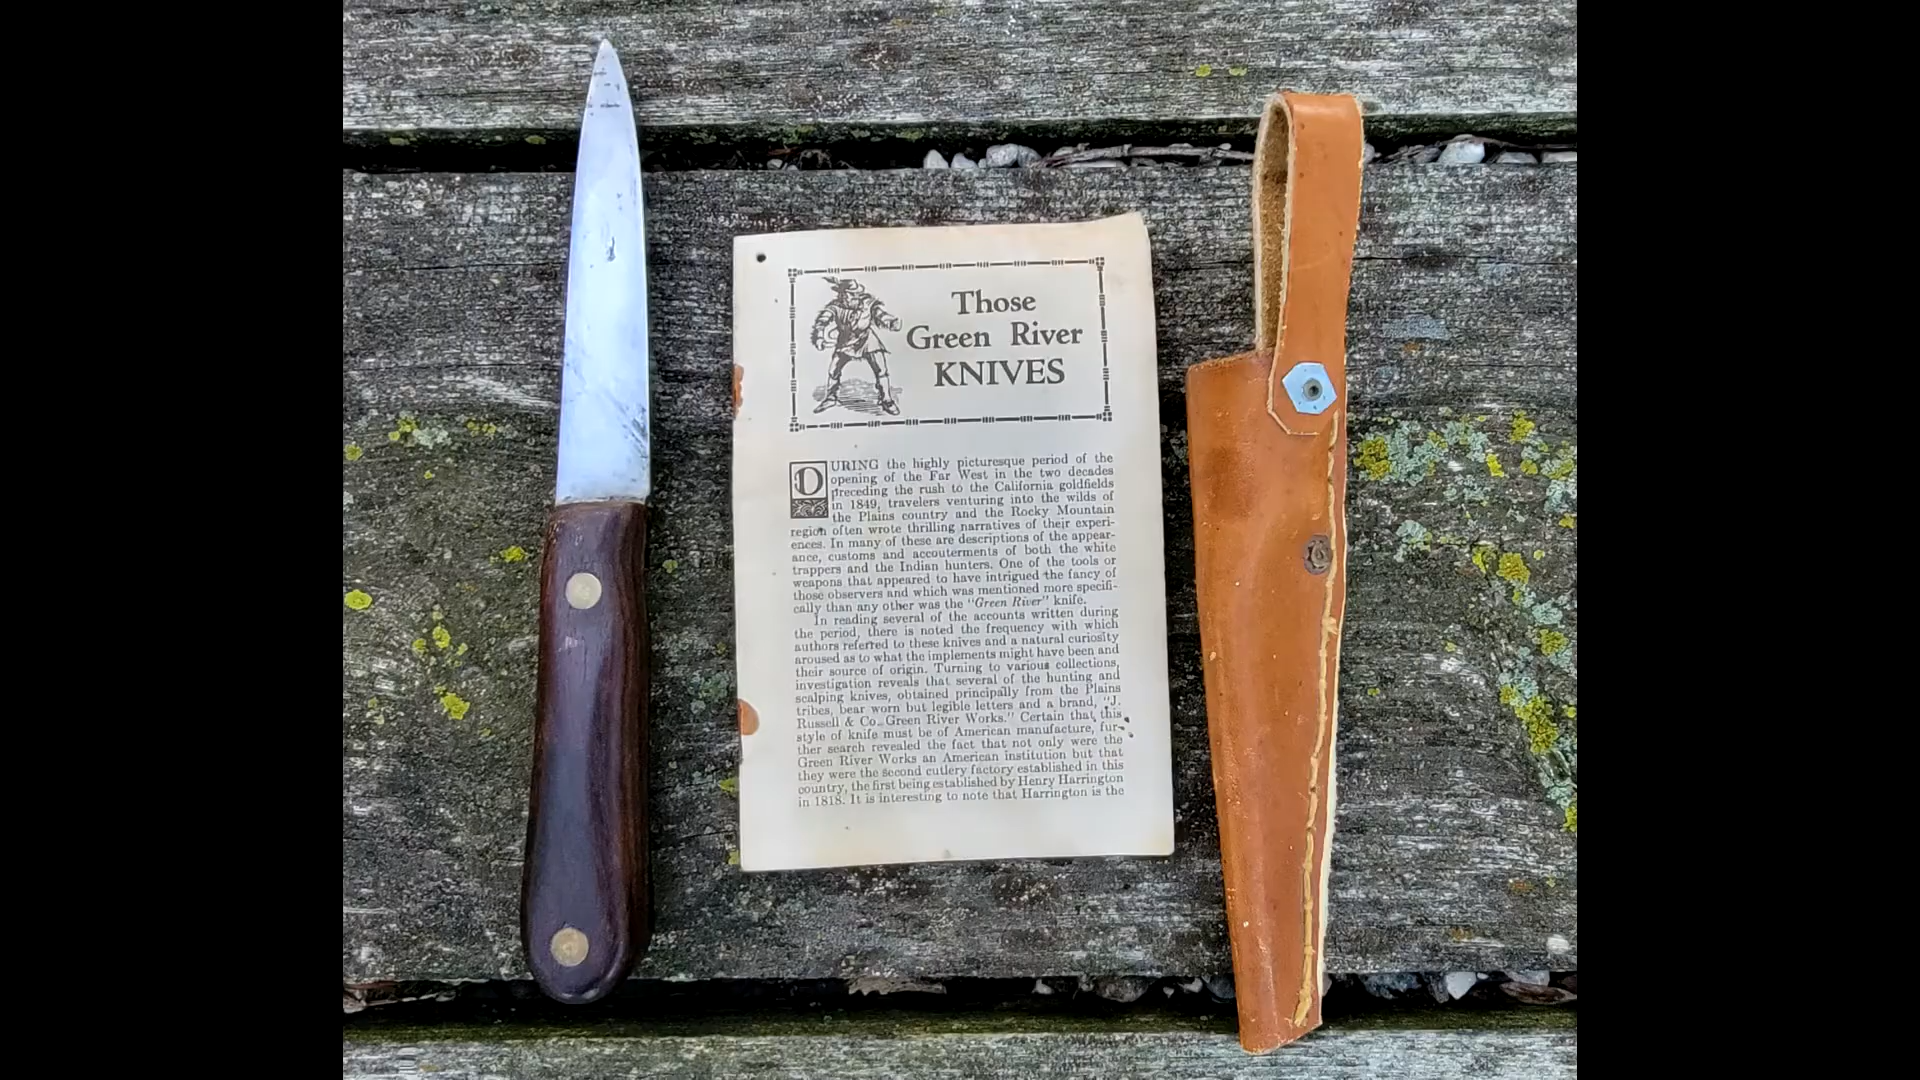 Those
Green River
KNIVES
DURING the highly picturesque period of the
opening of the Far West in the two decades
preceding the rush to the California goldfields
in 1849, travelers venturing into the wilds of
the Plains country and the Rocky Mountain
region often wrote thrilling narratives of their experi-
ences. In many of these are descriptions of the appear-
ance, customs and accouterments of both the white
trappers and the Indian hunters. One of the tools or
weapons that appeared to have intrigued the fancy of
those observers and which was mentioned more specifi-
cally than any other was the "Green River" knife.
In reading several of the accounts written during
the period, there is noted the frequency with which
authors referred to these knives and a natural curiosity
aroused as to what the implements might have been and
their source of origin. Turning to various collections,
investigation reveals that several of the hunting and
scalping knives, obtained principally from the Plains
tribes, bear worn but legible letters and a brand, "J.
Russell & Co. Green River Works." Certain that this
style of knife must be of American manufacture, fur-
ther search revealed the fact that not only were the
Green River Works an American institution but that
they were the second cutlery factory established in this
country, the first being established by Henry Harrington
in 1818. It is interesting to note that Harrington is the